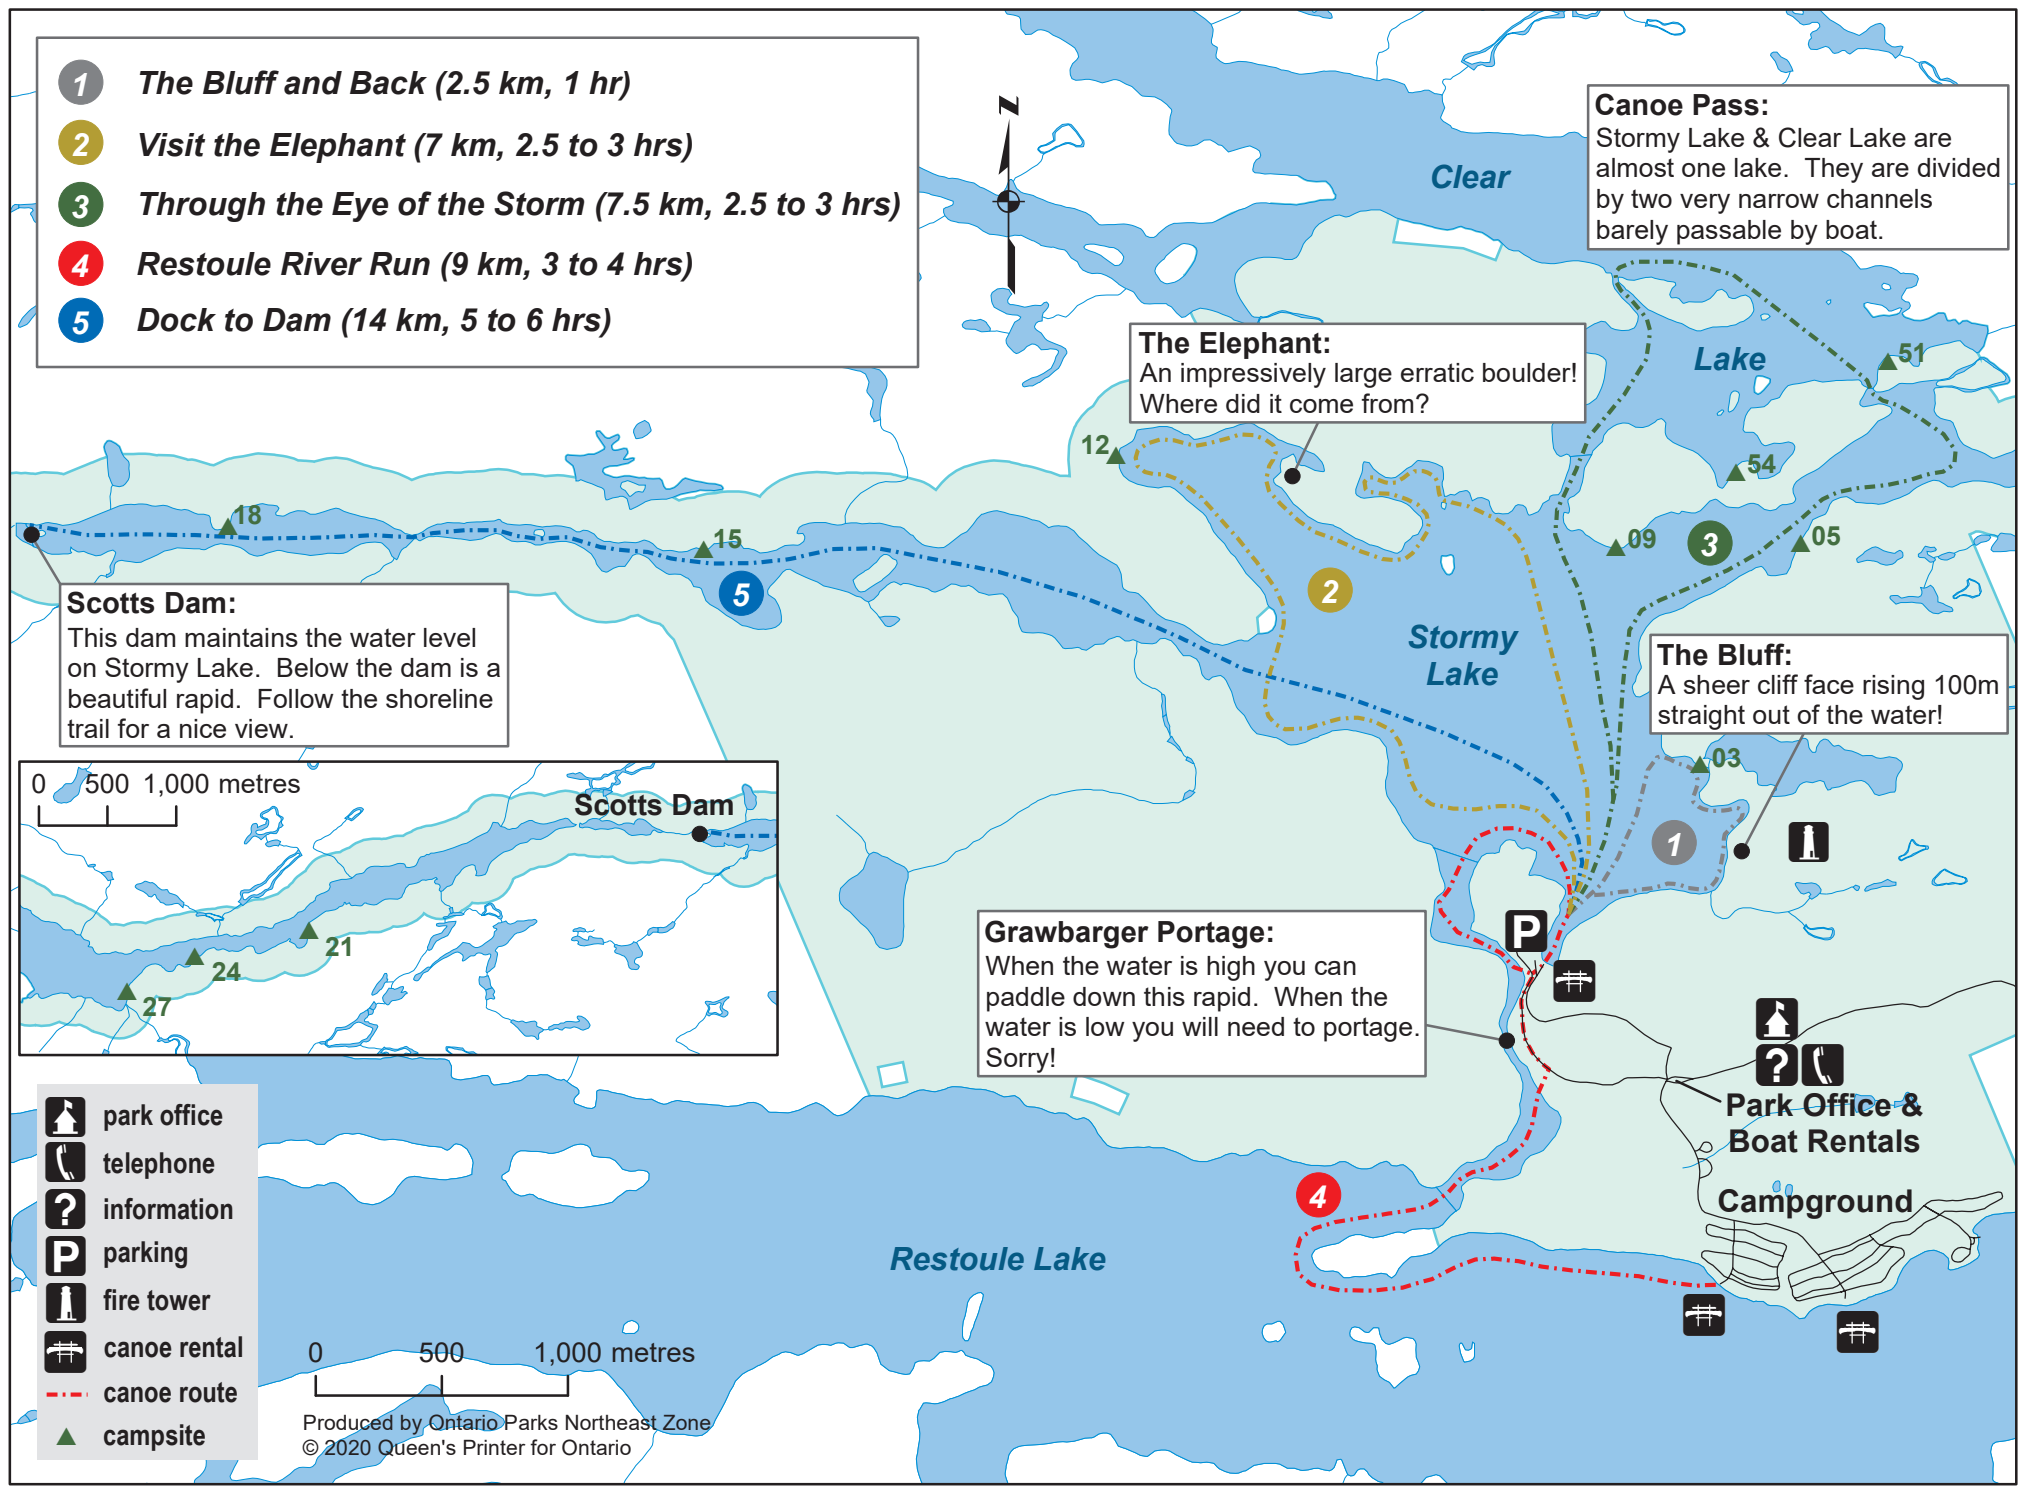 1 The Bluff and Back (2.5 km, 1 hr)
2 Visit the Elephant (7 km, 2.5 to 3 hrs)
3 Through the Eye of the Storm (7.5 km, 2.5 to 3 hrs)
4 Restoule River Run (9 km, 3 to 4 hrs)
5 Dock to Dam (14 km, 5 to 6 hrs)
N
Canoe Pass:
Stormy Lake & Clear Lake are
almost one lake. They are divided
by two very narrow channels
barely passable by boat.
Clear
Lake
The Elephant:
An impressively large erratic boulder!
Where did it come from?
51
12
54
18
15
09
3
05
5
2
Scotts Dam:
This dam maintains the water level
on Stormy Lake. Below the dam is a
beautiful rapid. Follow the shoreline
trail for a nice view.
Stormy
Lake
The Bluff:
A sheer cliff face rising 100m
straight out of the water!
03
1
0 500 1,000 metres
Scotts Dam
21
24
27
Grawbarger Portage:
When the water is high you can
paddle down this rapid. When the
water is low you will need to portage.
Sorry!
P
?
Park Office &
Boat Rentals
Campground
4
Restoule Lake
park office
telephone
? information
P parking
fire tower
canoe rental
canoe route
campsite
0 500 1,000 metres
Produced by Ontario Parks Northeast Zone
© 2020 Queen's Printer for Ontario